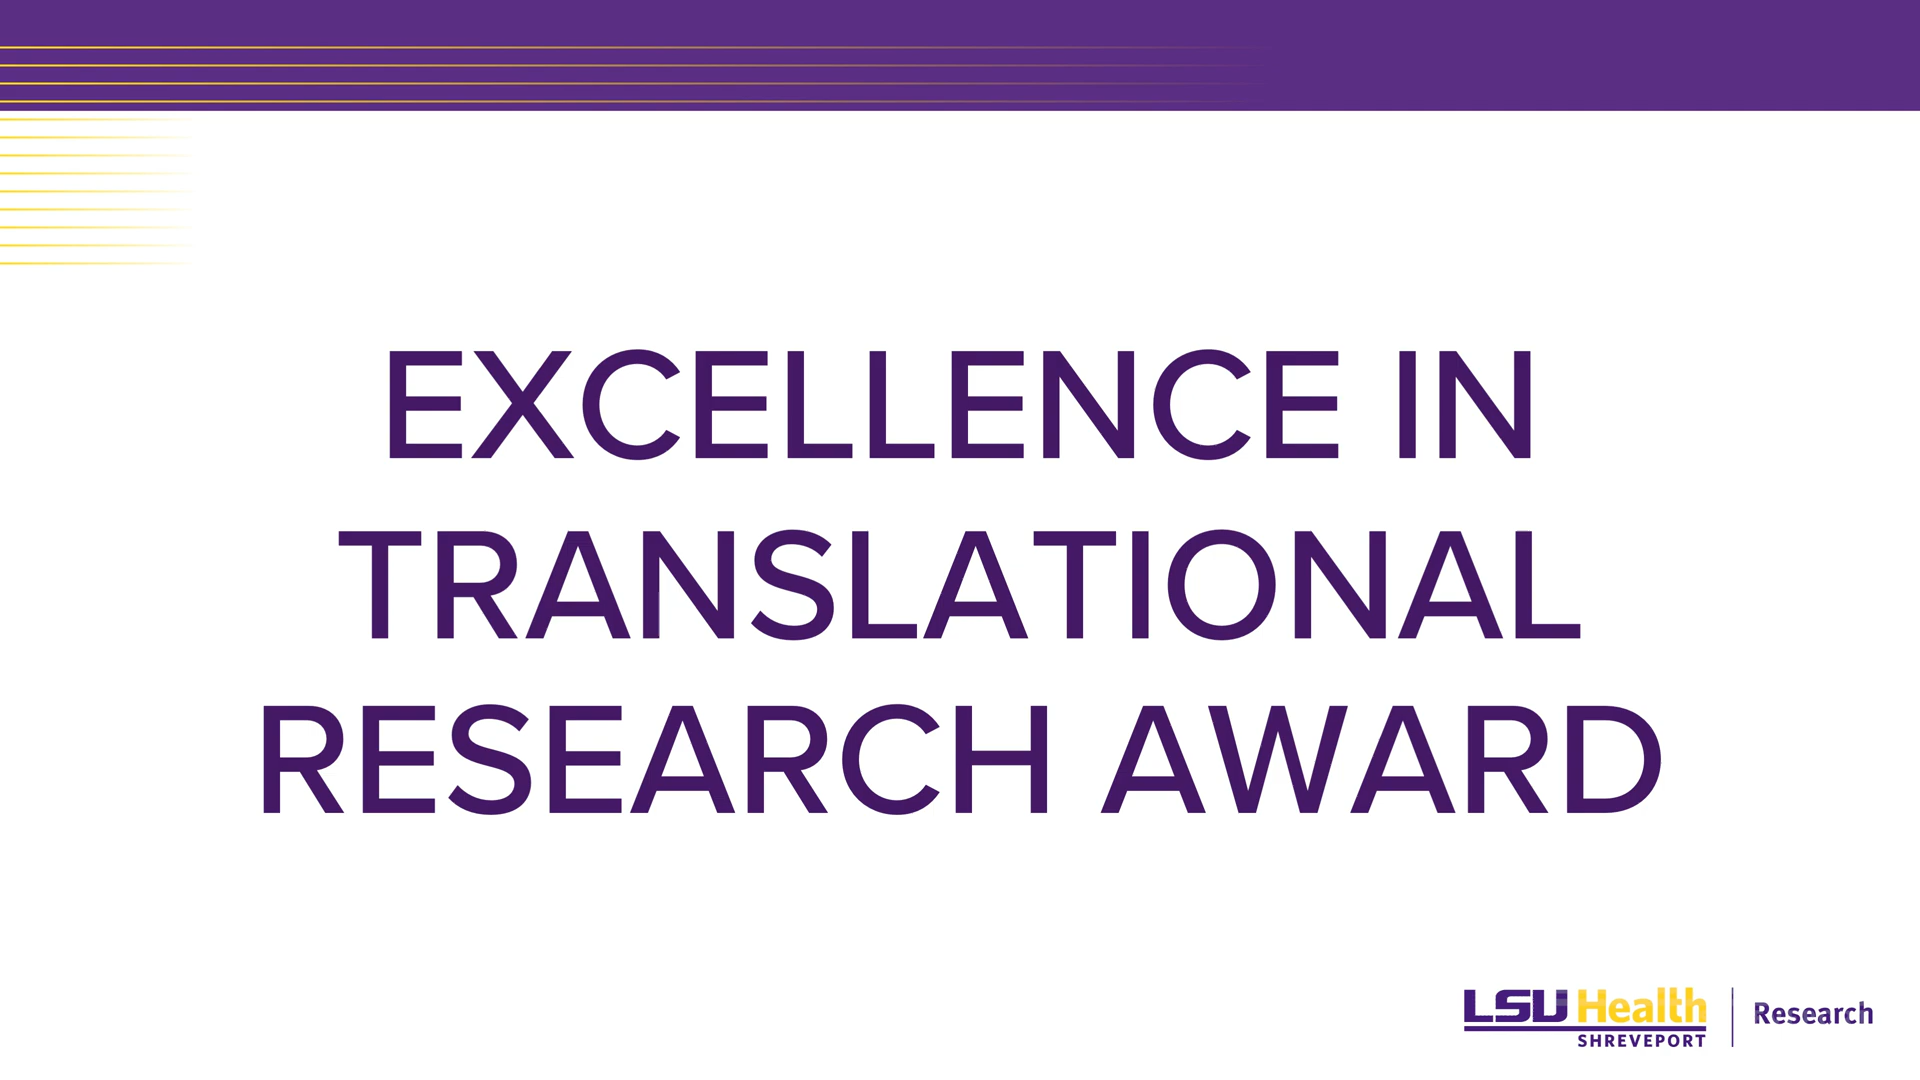 EXCELLENCE IN
TRANSLATIONAL
RESEARCH AWARD
LSU Health
SHREVEPORT
Research